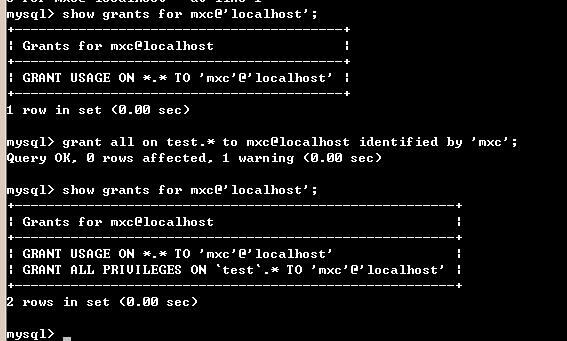 mysql> show grants for mxc@'localhost';
+-----------------------------------------+
| Grants for mxc@localhost                |
+-----------------------------------------+
| GRANT USAGE ON *.* TO 'mxc'@'localhost' |
+-----------------------------------------+
1 row in set (0.00 sec)
mysql> grant all on test.* to mxc@localhost identified by 'mxc';
Query OK, 0 rows affected, 1 warning (0.00 sec)
mysql> show grants for mxc@'localhost';
+-------------------------------------------------------+
| Grants for mxc@localhost                              |
+-------------------------------------------------------+
| GRANT USAGE ON *.* TO 'mxc'@'localhost'               |
| GRANT ALL PRIVILEGES ON `test`.* TO 'mxc'@'localhost' |
+-------------------------------------------------------+
2 rows in set (0.00 sec)
mysql>